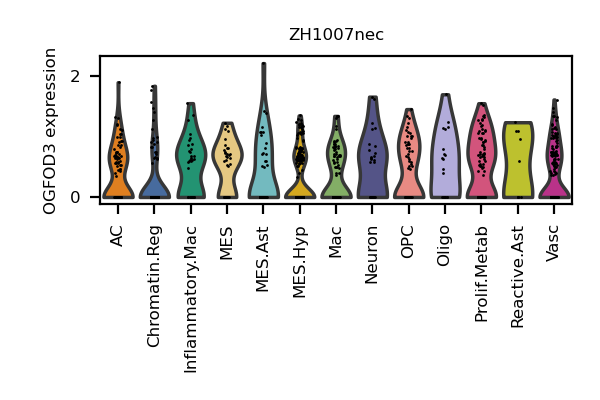 ZH1007nec
OGFOD3 expression
2
0
AC
Chromatin.Reg
Inflammatory.Mac
MES
MES.Ast
MES.Hyp
Mac
Neuron
OPC
Oligo
Prolif.Metab
Reactive.Ast
Vasc